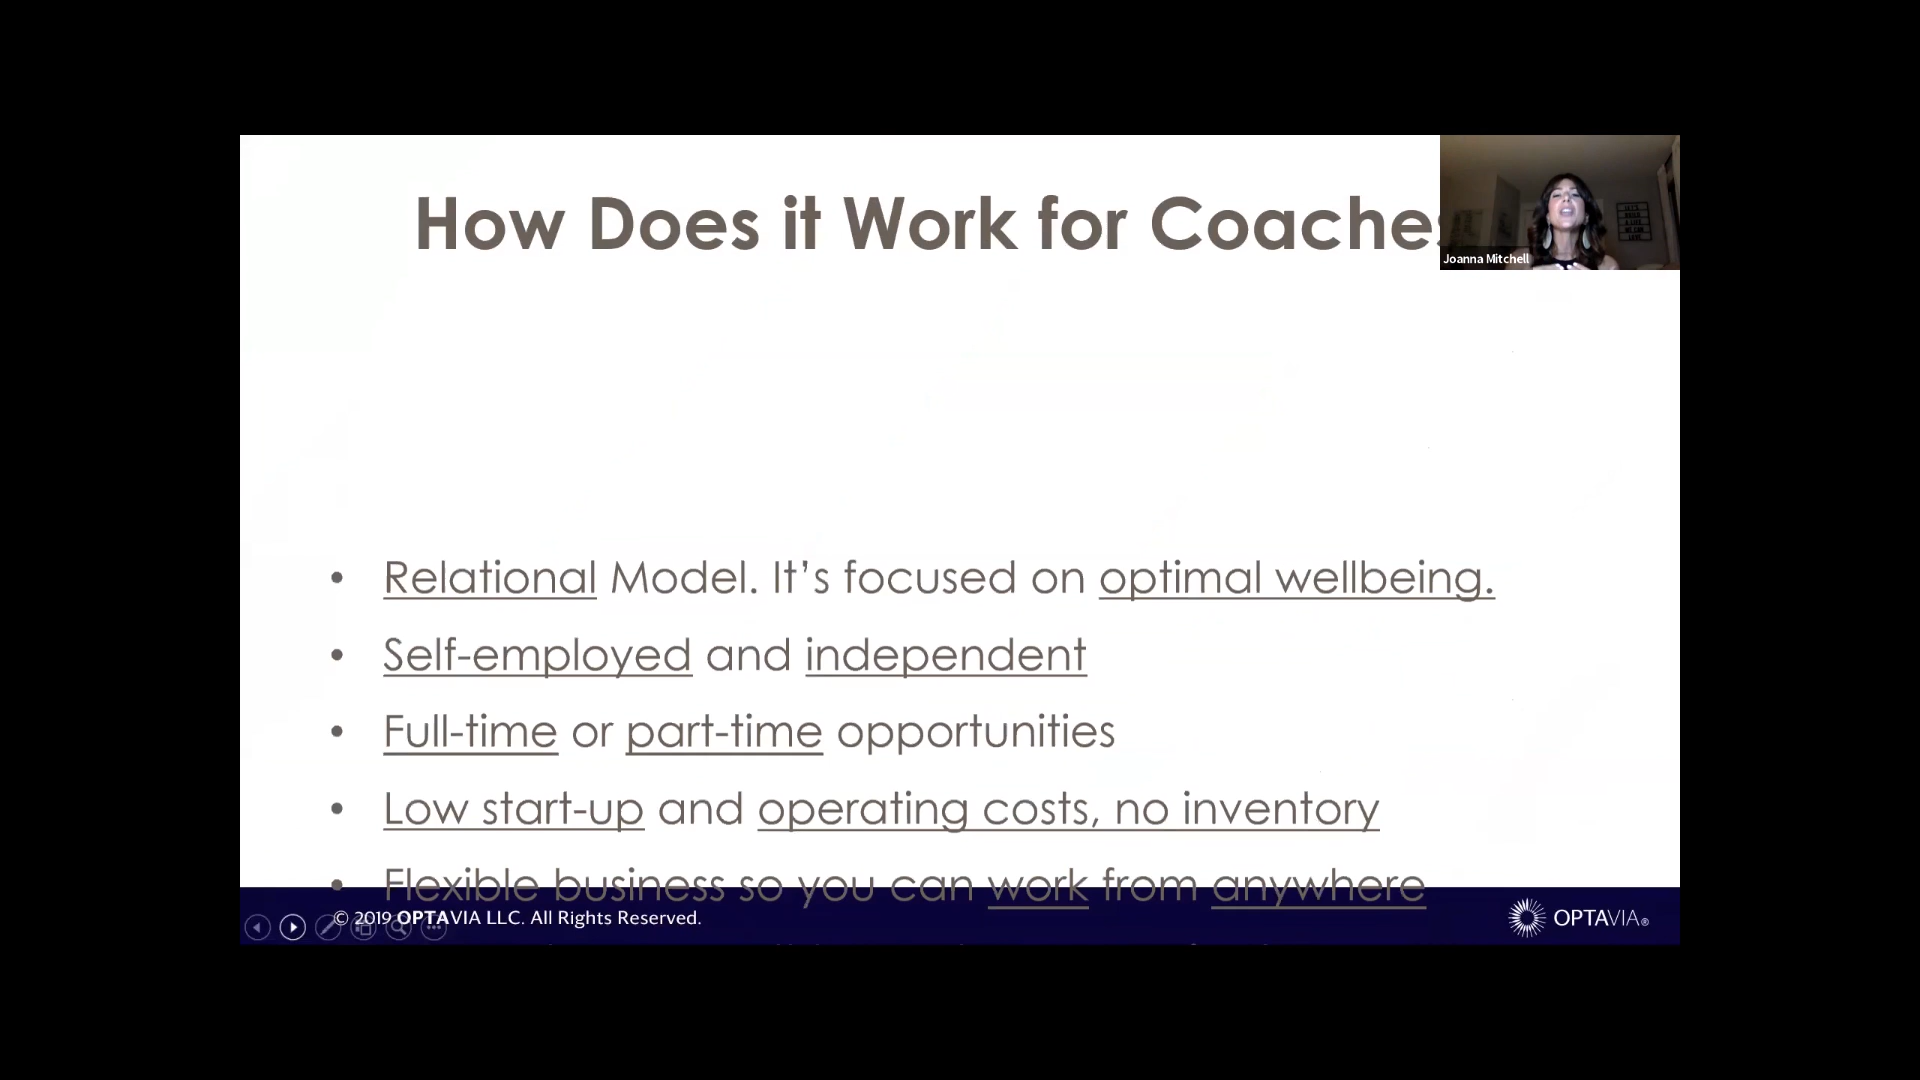 How Does it Work for Coaches
Joanna Mitchell
• Relational Model. It’s focused on optimal wellbeing.
• Self-employed and independent
• Full-time or part-time opportunities
• Low start-up and operating costs, no inventory
• Flexible business so you can work from anywhere
© 2019 OPTAVIA LLC. All Rights Reserved.
OPTAVIA®